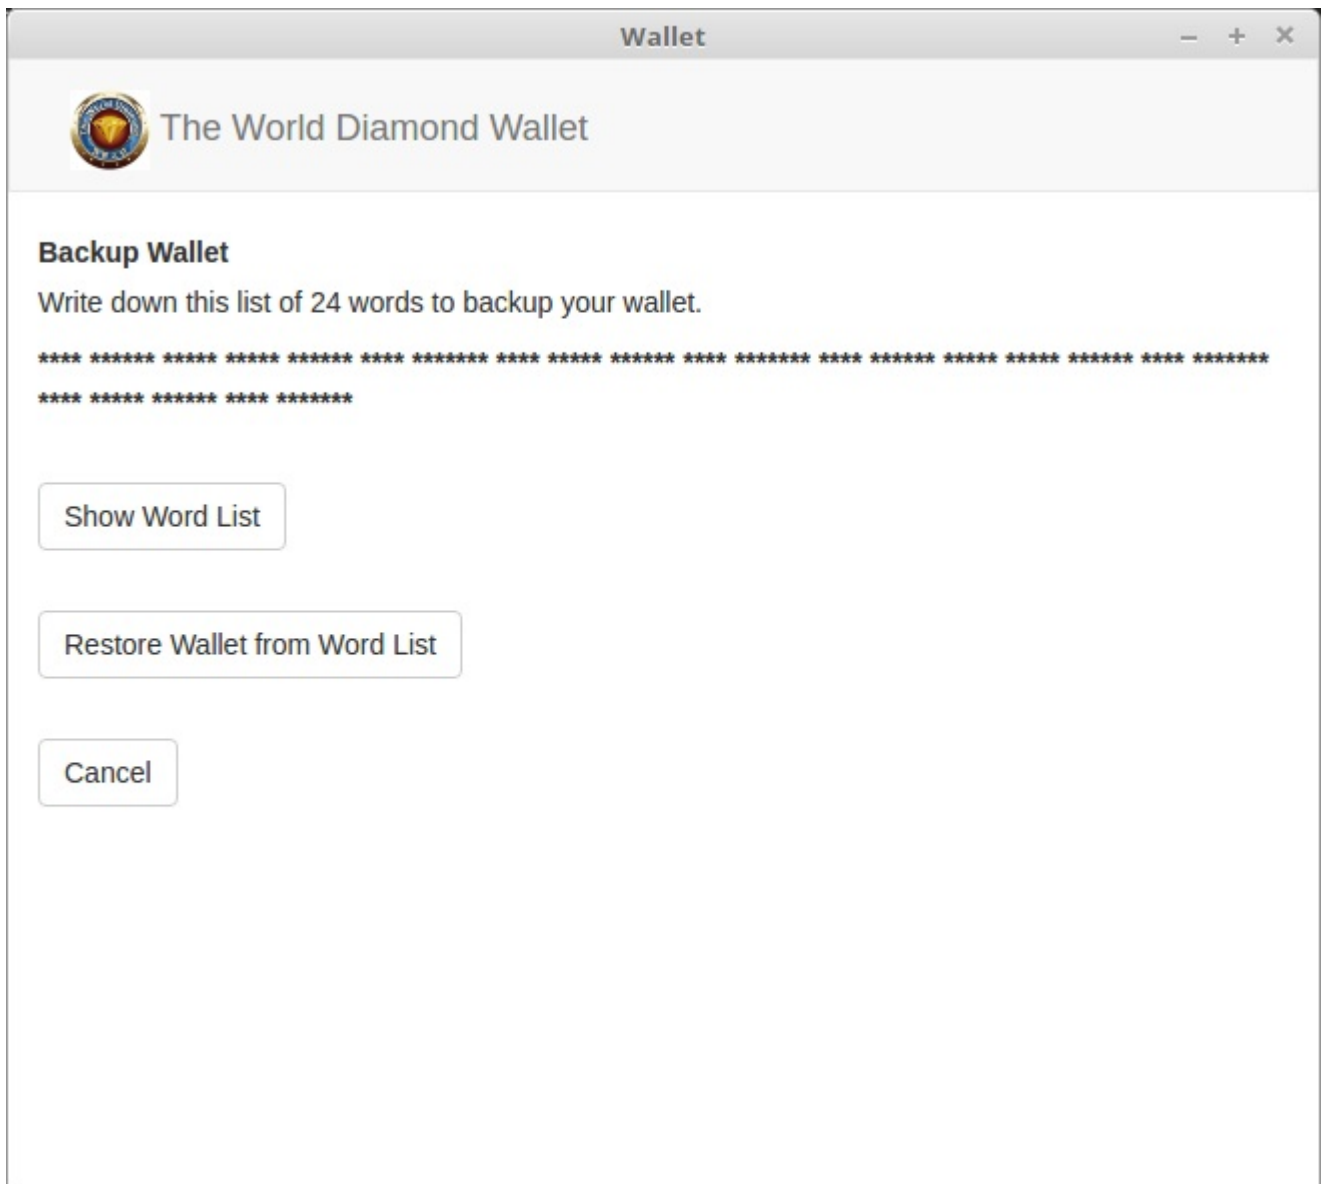 Wallet
The World Diamond Wallet
Backup Wallet
Write down this list of 24 words to backup your wallet.
**** ****** ***** ***** ****** **** ******* **** ***** ****** **** ******* **** ****** ***** ***** ****** **** *******
**** ***** ****** **** *******
Show Word List
Restore Wallet from Word List
Cancel